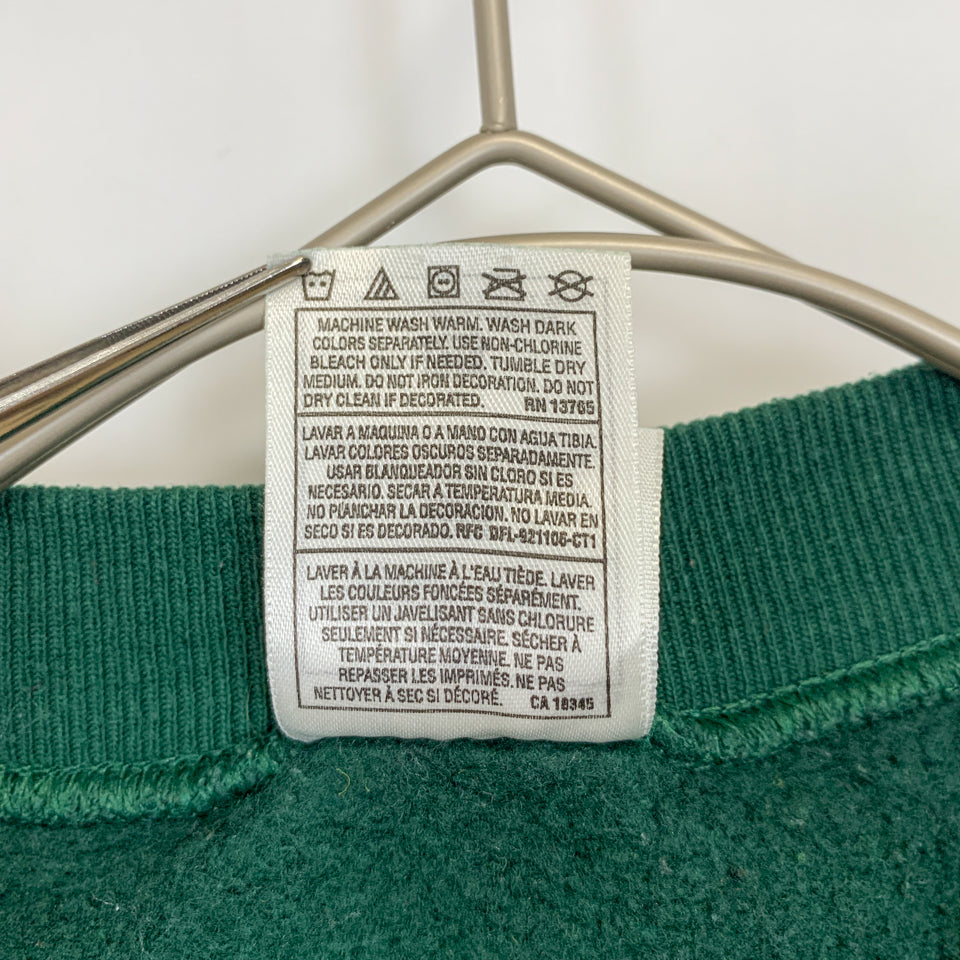 MACHINE WASH WARM. WASH DARK
COLORS SEPARATELY. USE NON-CHLORINE
BLEACH ONLY IF NEEDED. TUMBLE DRY
MEDIUM. DO NOT IRON DECORATION. DO NOT
DRY CLEAN IF DECORATED. RN 13765
LAVAR A MAQUINA O A MANO CON AGUA TIBIA.
LAVAR COLORES OSCUROS SEPARADAMENTE.
USAR BLANQUEADOR SIN CLORO SI ES
NECESARIO. SECAR A TEMPERATURA MEDIA.
NO PLANCHAR LA DECORACION. NO LAVAR EN
SECO SI ES DECORADO. RFC DFL-921106-CT1
LAVER À LA MACHINE À L'EAU TIÈDE. LAVER
LES COULEURS FONCÉES SÉPARÉMENT.
UTILISER UN JAVELISANT SANS CHLORURE
SEULEMENT SI NÉCESSAIRE. SÉCHER À
TEMPÉRATURE MOYENNE. NE PAS
REPASSER LES IMPRIMÉS. NE PAS
NETTOYER À SEC SI DÉCORÉ. CA 18345